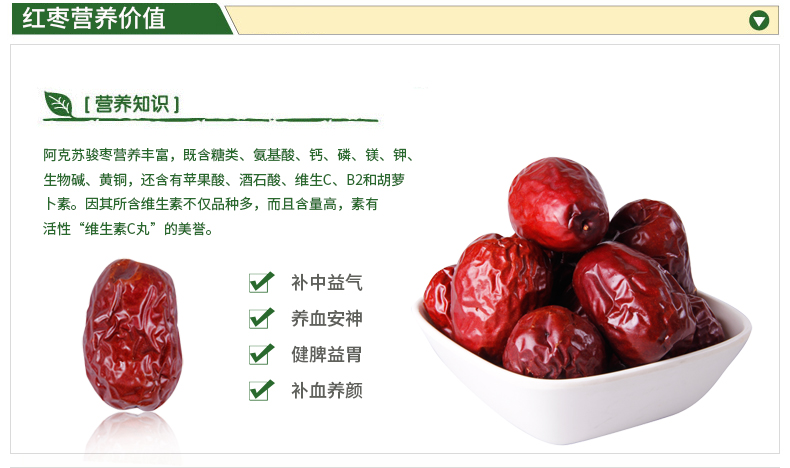 红枣营养价值
[ 营养知识 ]
阿克苏骏枣营养丰富，既含糖类、氨基酸、钙、磷、镁、钾、
生物碱、黄铜，还含有苹果酸、酒石酸、维生C、B2和胡萝
卜素。因其所含维生素不仅品种多，而且含量高，素有
活性“维生素C丸”的美誉。
补中益气
养血安神
健脾益胃
补血养颜